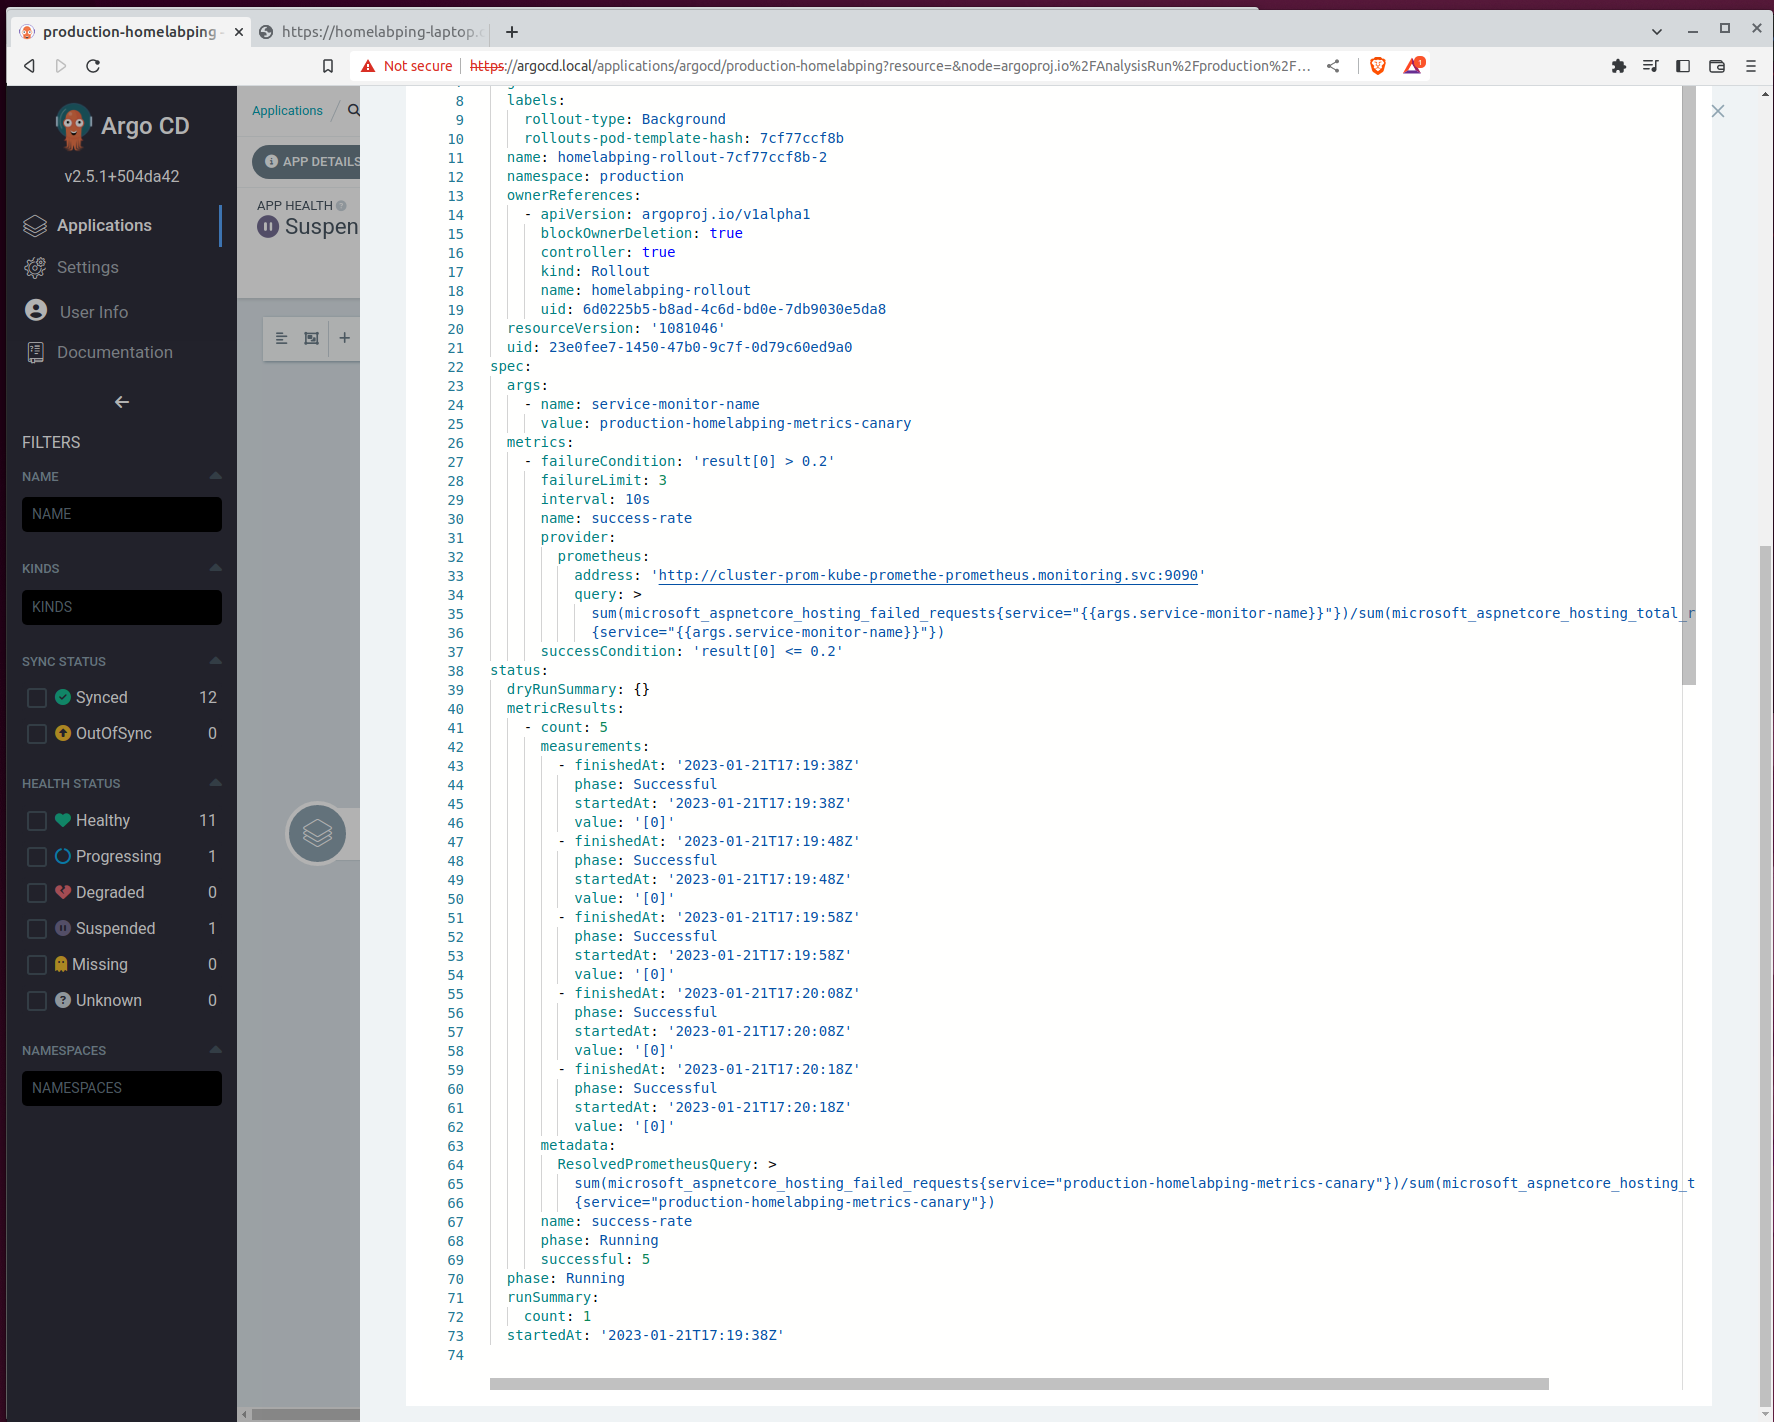 production-homelabping -
https://homelabping-laptop.c
Not secure
https://argocd.local/applications/argocd/production-homelabping?resource=&node=argoproj.io%2FAnalysisRun%2Fproduction%2F...
1
Argo CD
v2.5.1+504da42
Applications
Settings
User Info
Documentation
FILTERS
NAME
NAME
KINDS
KINDS
SYNC STATUS
Synced 12
OutOfSync 0
HEALTH STATUS
Healthy 11
Progressing 1
Degraded 0
Suspended 1
Missing 0
Unknown 0
NAMESPACES
NAMESPACES
Applications
APP DETAILS
APP HEALTH
Suspen
8 labels:
9 rollout-type: Background
10 rollouts-pod-template-hash: 7cf77ccf8b
11 name: homelabping-rollout-7cf77ccf8b-2
12 namespace: production
13 ownerReferences:
14 - apiVersion: argoproj.io/v1alpha1
15 blockOwnerDeletion: true
16 controller: true
17 kind: Rollout
18 name: homelabping-rollout
19 uid: 6d0225b5-b8ad-4c6d-bd0e-7db9030e5da8
20 resourceVersion: '1081046'
21 uid: 23e0fee7-1450-47b0-9c7f-0d79c60ed9a0
22 spec:
23 args:
24 - name: service-monitor-name
25 value: production-homelabping-metrics-canary
26 metrics:
27 - failureCondition: 'result[0] > 0.2'
28 failureLimit: 3
29 interval: 10s
30 name: success-rate
31 provider:
32 prometheus:
33 address: 'http://cluster-prom-kube-promethe-prometheus.monitoring.svc:9090'
34 query: >
35 sum(microsoft_aspnetcore_hosting_failed_requests{service="{{args.service-monitor-name}}"})/sum(microsoft_aspnetcore_hosting_total_r
36 {service="{{args.service-monitor-name}}"})
37 successCondition: 'result[0] <= 0.2'
38 status:
39 dryRunSummary: {}
40 metricResults:
41 - count: 5
42 measurements:
43 - finishedAt: '2023-01-21T17:19:38Z'
44 phase: Successful
45 startedAt: '2023-01-21T17:19:38Z'
46 value: '[0]'
47 - finishedAt: '2023-01-21T17:19:48Z'
48 phase: Successful
49 startedAt: '2023-01-21T17:19:48Z'
50 value: '[0]'
51 - finishedAt: '2023-01-21T17:19:58Z'
52 phase: Successful
53 startedAt: '2023-01-21T17:19:58Z'
54 value: '[0]'
55 - finishedAt: '2023-01-21T17:20:08Z'
56 phase: Successful
57 startedAt: '2023-01-21T17:20:08Z'
58 value: '[0]'
59 - finishedAt: '2023-01-21T17:20:18Z'
60 phase: Successful
61 startedAt: '2023-01-21T17:20:18Z'
62 value: '[0]'
63 metadata:
64 ResolvedPrometheusQuery: >
65 sum(microsoft_aspnetcore_hosting_failed_requests{service="production-homelabping-metrics-canary"})/sum(microsoft_aspnetcore_hosting_t
66 {service="production-homelabping-metrics-canary"})
67 name: success-rate
68 phase: Running
69 successful: 5
70 phase: Running
71 runSummary:
72 count: 1
73 startedAt: '2023-01-21T17:19:38Z'
74